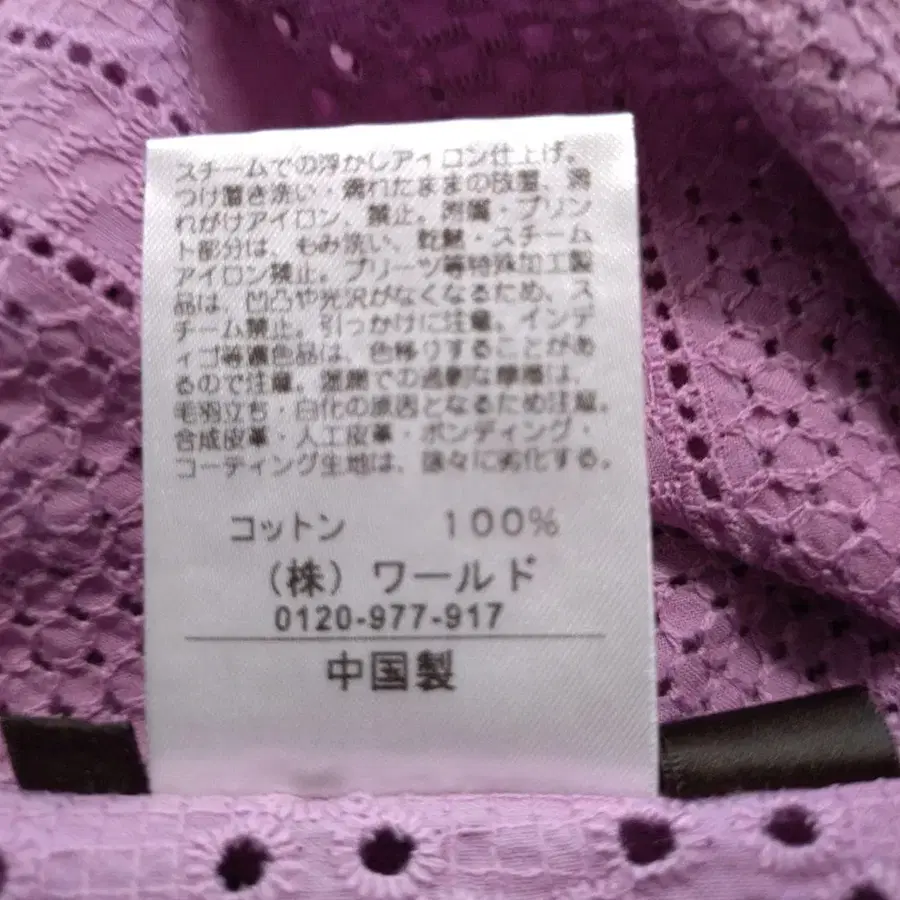 スチームでの浮かしアイロン仕上げ。
つけ置き洗い・濡れたままの放置、濡
れがけアイロン、禁止。附属・プリン
ト部分は、もみ洗い、乾熱・スチーム
アイロン禁止。プリーツ等特殊加工製
品は、凹凸や光沢がなくなるため、ス
チーム禁止。引っかけに注意。インデ
ィゴ等濃色品は、色移りすることがあ
るので注意。湿潤での過剰な摩擦は、
毛羽立ち・白化の原因となるため注意。
合成皮革・人工皮革・ボンディング・
コーティング生地は、徐々に劣化する。
コットン 100%
(株)ワールド
0120-977-917
中国製